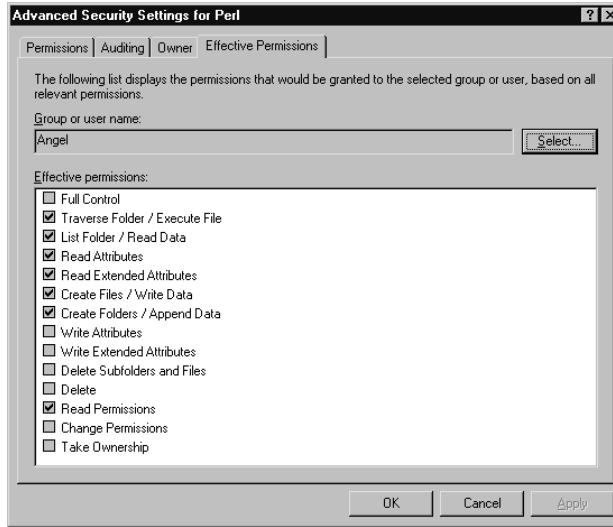 Advanced Security Settings for Perl
Permissions Auditing Owner Effective Permissions
The following list displays the permissions that would be granted to the selected group or user, based on all
relevant permissions.
Group or user name:
Angel Select...
Effective permissions:
Full Control
Traverse Folder / Execute File
List Folder / Read Data
Read Attributes
Read Extended Attributes
Create Files / Write Data
Create Folders / Append Data
Write Attributes
Write Extended Attributes
Delete Subfolders and Files
Delete
Read Permissions
Change Permissions
Take Ownership
OK Cancel Apply